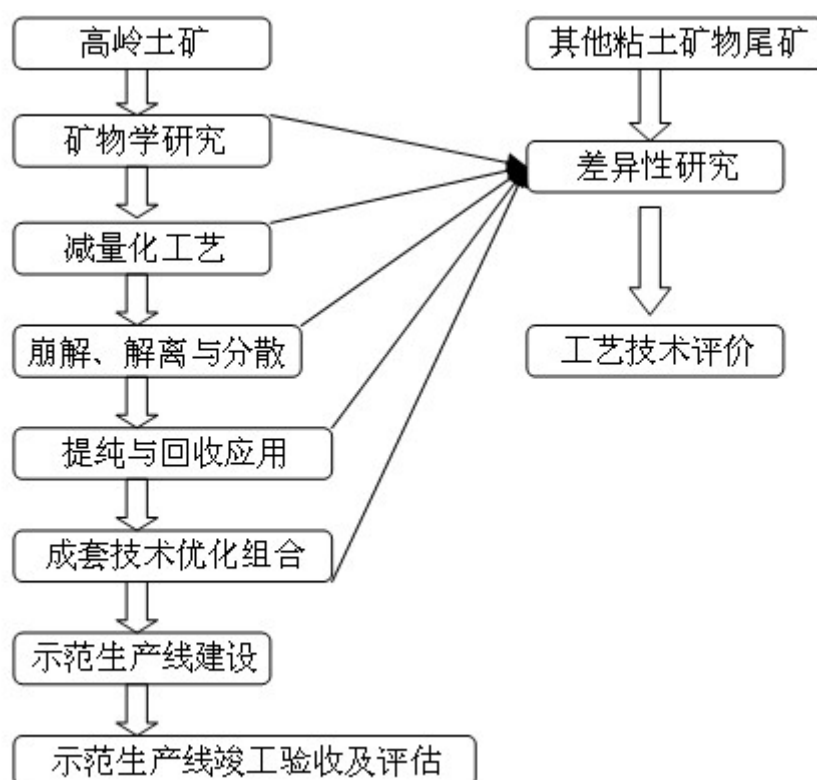 高岭土矿
其他粘土矿物尾矿
矿物学研究
差异性研究
减量化工艺
崩解、解离与分散
工艺技术评价
提纯与回收应用
成套技术优化组合
示范生产线建设
示范生产线竣工验收及评估